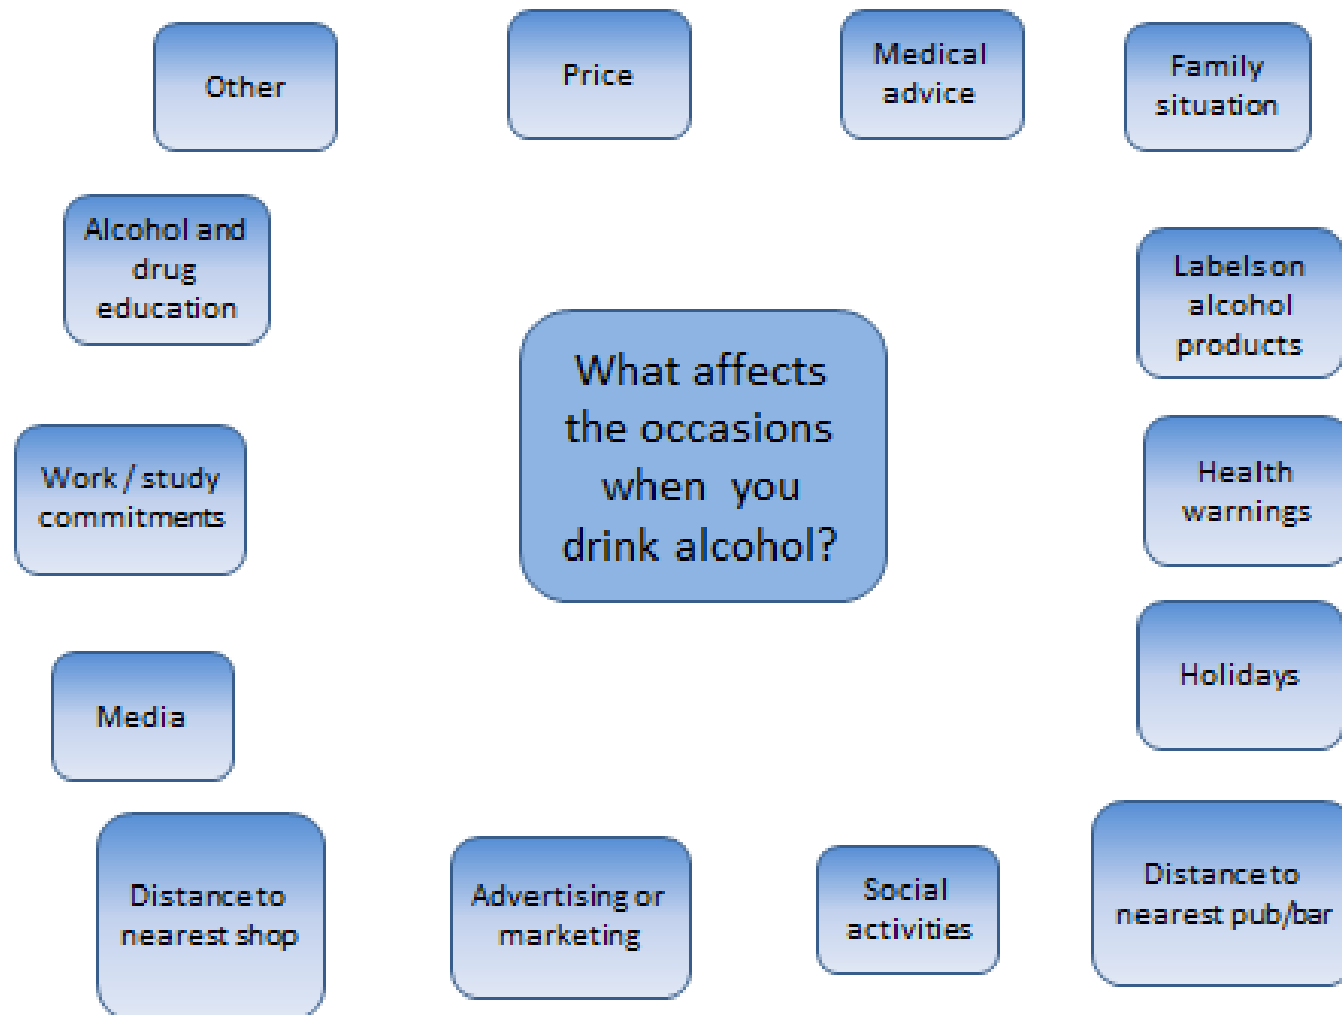 Other
Price
Medical
advice
Family
situation
Alcohol and
drug
education
Labels on
alcohol
products
What affects
the occasions
when you
drink alcohol?
Work / study
commitments
Health
warnings
Media
Holidays
Distance to
nearest shop
Advertising or
marketing
Social
activities
Distance to
nearest pub/bar